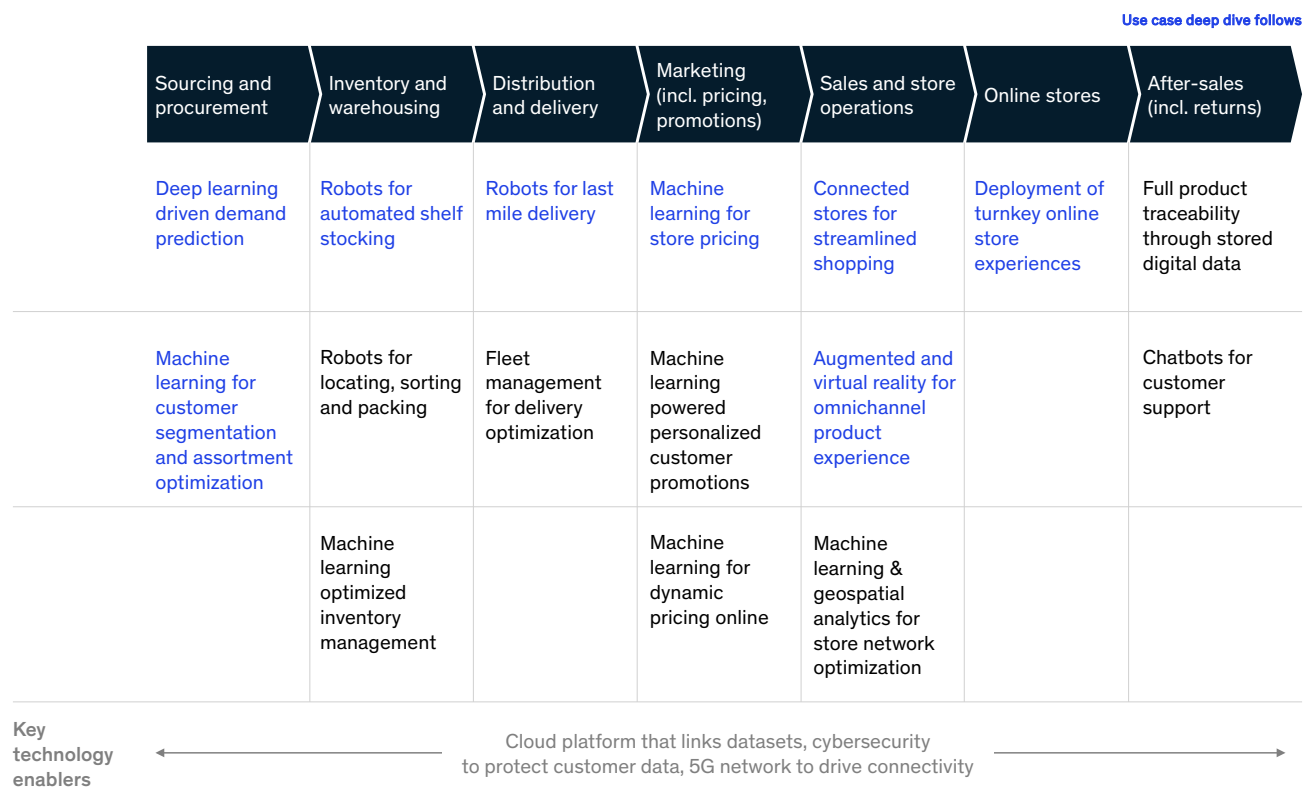 Use case deep dive follows
Sourcing and
procurement
Inventory and
warehousing
Distribution
and delivery
Marketing
(incl. pricing,
promotions)
Sales and store
operations
Online stores
After-sales
(incl. returns)
Deep learning
driven demand
prediction
Robots for
automated shelf
stocking
Robots for last
mile delivery
Machine
learning for
store pricing
Connected
stores for
streamlined
shopping
Deployment of
turnkey online
store
experiences
Full product
traceability
through stored
digital data
Machine
learning for
customer
segmentation
and assortment
optimization
Robots for
locating, sorting
and packing
Fleet
management
for delivery
optimization
Machine
learning
powered
personalized
customer
promotions
Augmented and
virtual reality for
omnichannel
product
experience
Chatbots for
customer
support
Machine
learning
optimized
inventory
management
Machine
learning for
dynamic
pricing online
Machine
learning &
geospatial
analytics for
store network
optimization
Key
technology
enablers
Cloud platform that links datasets, cybersecurity
to protect customer data, 5G network to drive connectivity